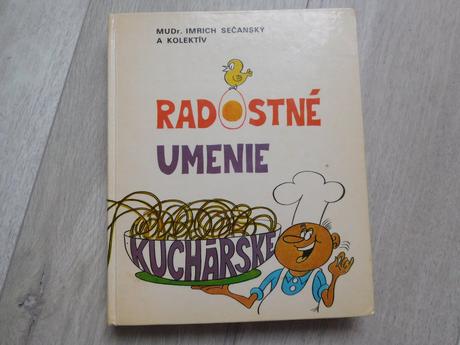 MUDr. IMRICH SEČANSKÝ
A KOLEKTÍV
RADOSTNÉ
UMENIE
KUCHÁRSKE